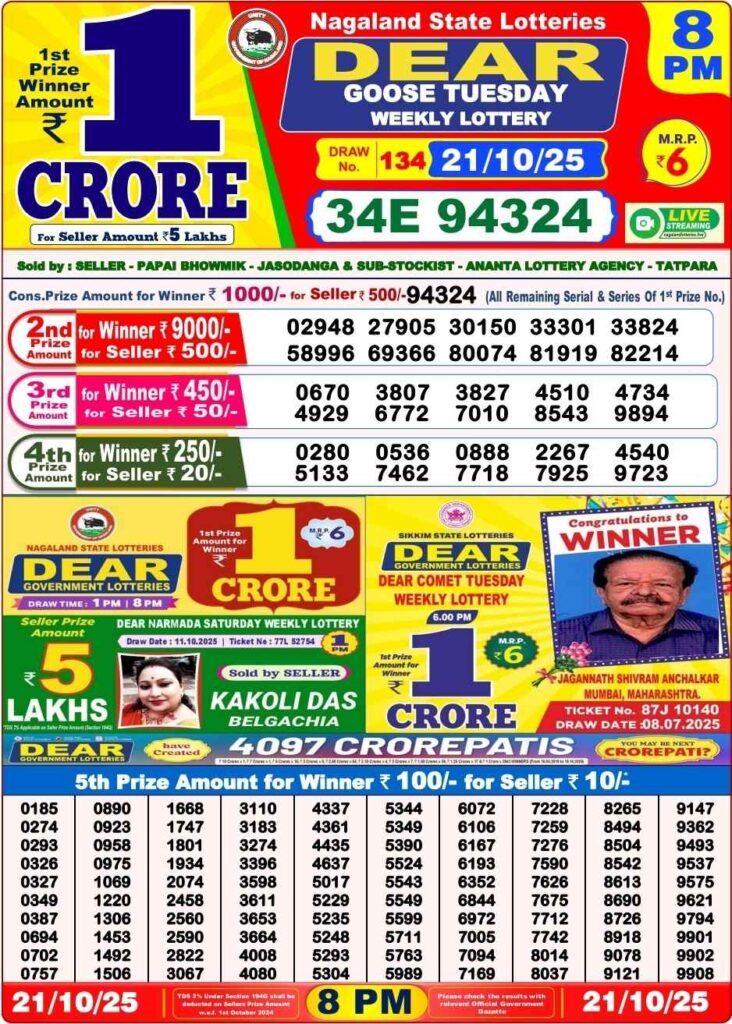 1st
Prize
Winner
Amount
₹
1
CRORE
For Seller Amount ₹5 Lakhs
UNITY
Nagaland State Lotteries
DEAR
GOOSE TUESDAY
WEEKLY LOTTERY
8
PM
DRAW
No.
134
21/10/25
M.R.P.
₹6
34E 94324
LIVE
STREAMING
Sold by : SELLER - PAPAI BHOWMIK - JASODANGA & SUB-STOCKIST - ANANTA LOTTERY AGENCY - TATPARA
Cons.Prize Amount for Winner ₹ 1000/- for Seller ₹ 500/- 94324 (All Remaining Serial & Series Of 1st Prize No.)
2nd
Prize
Amount
for Winner ₹ 9000/-
for Seller ₹ 500/-
02948 27905 30150 33301 33824
58996 69366 80074 81919 82214
3rd
Prize
Amount
for Winner ₹ 450/-
for Seller ₹ 50/-
0670 3807 3827 4510 4734
4929 6772 7010 8543 9894
4th
Prize
Amount
for Winner ₹ 250/-
for Seller ₹ 20/-
0280 0536 0888 2267 4540
5133 7462 7718 7925 9723
UNITY
NAGALAND STATE LOTTERIES
DEAR
GOVERNMENT LOTTERIES
DRAW TIME : 1 PM | 8 PM
1st Prize
Amount for
Winner
₹
1
CRORE
M.R.P.
₹6
Seller Prize
Amount
₹5
LAKHS
DEAR NARMADA SATURDAY WEEKLY LOTTERY
Draw Date : 11.10.2025 | Ticket No : 77L 52754
1
PM
Sold by SELLER
KAKOLI DAS
BELGACHIA
SIKKIM STATE LOTTERIES
DEAR
GOVERNMENT LOTTERIES
DEAR COMET TUESDAY
WEEKLY LOTTERY
6.00 PM
1st Prize
Amount for
Winner
₹
1
CRORE
M.R.P.
₹6
Congratulations to
WINNER
JAGANNATH SHIVRAM ANCHALKAR
MUMBAI, MAHARASHTRA.
TICKET No. 87J 10140
DRAW DATE :08.07.2025
DEAR
GOVERNMENT LOTTERIES
have
Created
4097 CROREPATIS
YOU MAY BE NEXT
CROREPATI?
5th Prize Amount for Winner ₹ 100/- for Seller ₹ 10/-
0185 0890 1668 3110 4337 5344 6072 7228 8265 9147
0274 0923 1747 3183 4361 5349 6106 7259 8494 9362
0293 0958 1801 3274 4435 5390 6167 7276 8504 9493
0326 0975 1934 3396 4637 5524 6193 7590 8542 9537
0327 1069 2074 3598 5017 5543 6352 7626 8613 9575
0349 1220 2458 3611 5229 5549 6844 7675 8690 9621
0387 1306 2560 3653 5235 5599 6972 7712 8726 9794
0694 1453 2590 3664 5248 5711 7005 7742 8918 9901
0702 1492 2822 4008 5293 5763 7094 8014 9078 9902
0757 1506 3067 4080 5304 5989 7169 8037 9121 9908
21/10/25
TDS 2% Under Section 194G shall be
deducted on Sellers Prize Amount
w.e.f. 1st October 2024
8 PM
Please check the results with
relevant Official Government
Gazette
21/10/25